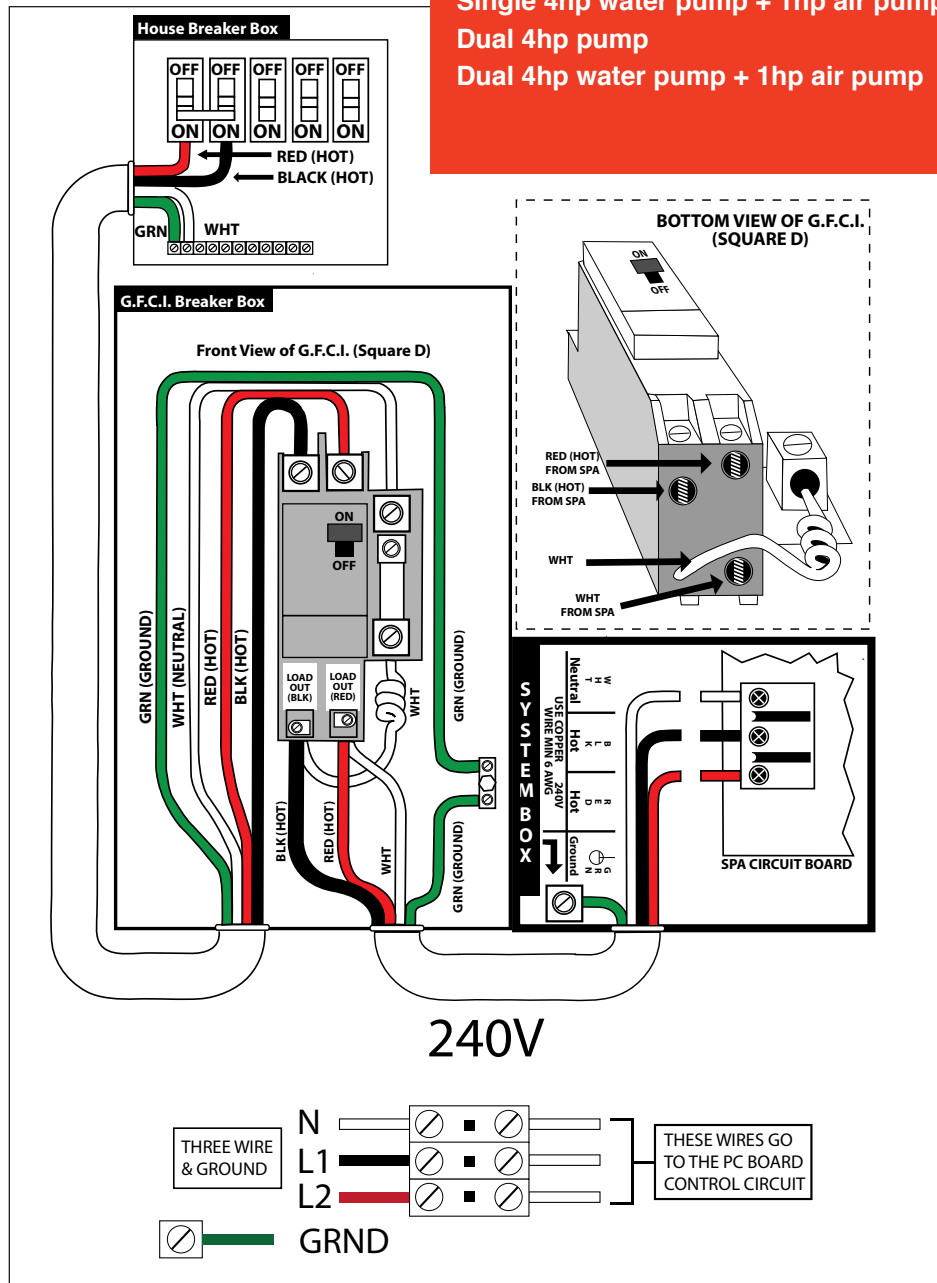 Single 4hp water pump + 1hp air pump
Dual 4hp pump
Dual 4hp water pump + 1hp air pump
House Breaker Box
OFF OFF OFF OFF OFF
ON ON ON ON ON
RED (HOT)
BLACK (HOT)
GRN
WHT
BOTTOM VIEW OF G.F.C.I.
(SQUARE D)
ON
OFF
RED (HOT)
FROM SPA
BLK (HOT)
FROM SPA
WHT
WHT
FROM SPA
G.F.C.I. Breaker Box
Front View of G.F.C.I. (Square D)
GRN (GROUND)
WHT (NEUTRAL)
RED (HOT)
BLK (HOT)
ON
OFF
LOAD
OUT
(BLK)
LOAD
OUT
(RED)
WHT
GRN (GROUND)
BLK (HOT)
RED (HOT)
WHT
GRN (GROUND)
SYSTEM BOX
USE COPPER
WIRE MIN 6 AWG
240V
Neutral
WHT
Hot
BLK
Hot
RED
Ground
GRN
SPA CIRCUIT BOARD
240V
THREE WIRE
& GROUND
N
L1
L2
GRND
THESE WIRES GO
TO THE PC BOARD
CONTROL CIRCUIT